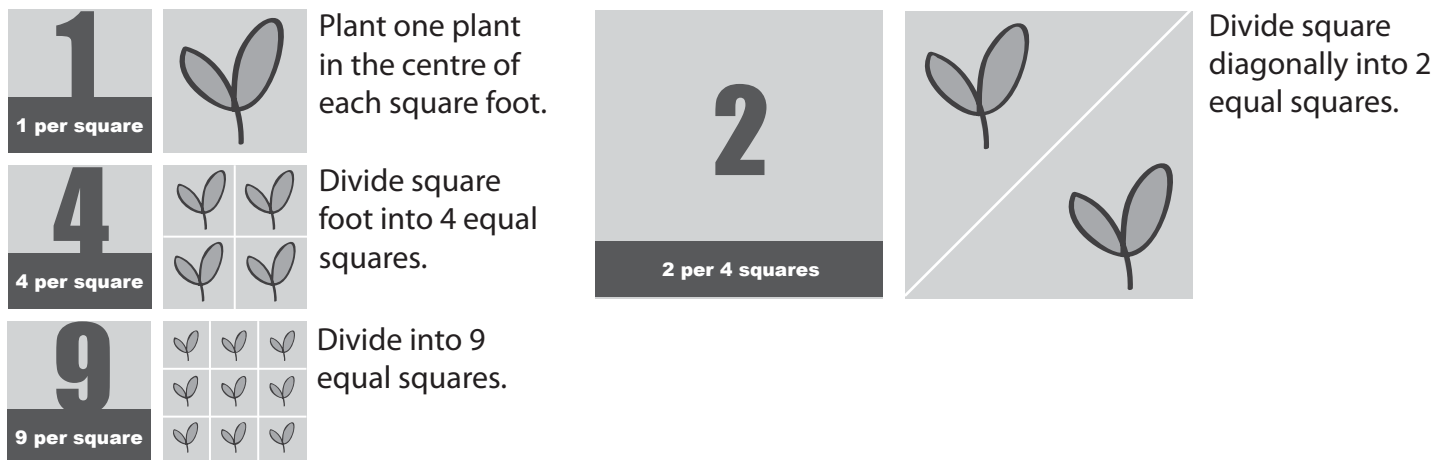 1
1 per square
Plant one plant
in the centre of
each square foot.
4
4 per square
Divide square
foot into 4 equal
squares.
9
9 per square
Divide into 9
equal squares.
2
2 per 4 squares
Divide square
diagonally into 2
equal squares.